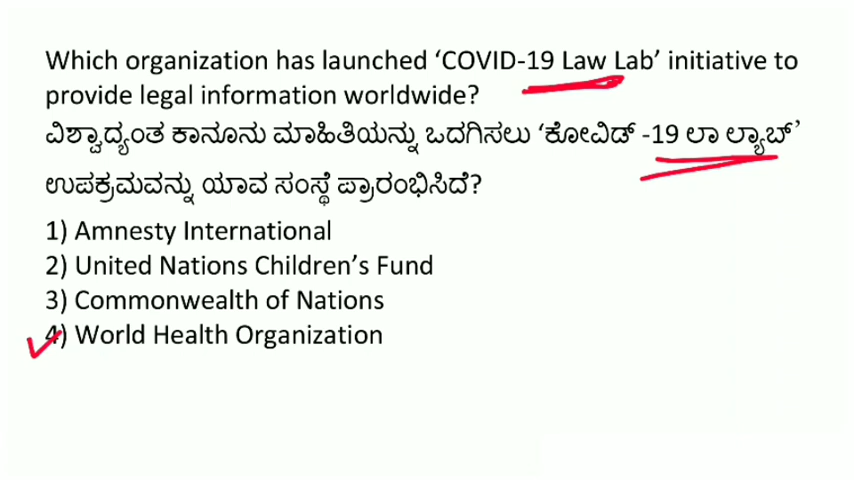 Which organization has launched ‘COVID-19 Law Lab’ initiative to
provide legal information worldwide?
ವಿಶ್ವಾದ್ಯಂತ ಕಾನೂನು ಮಾಹಿತಿಯನ್ನು ಒದಗಿಸಲು ‘ಕೋವಿಡ್ -19 ಲಾ ಲ್ಯಾಬ್’
ಉಪಕ್ರಮವನ್ನು ಯಾವ ಸಂಸ್ಥೆ ಪ್ರಾರಂಭಿಸಿದೆ?
1) Amnesty International
2) United Nations Children’s Fund
3) Commonwealth of Nations
4) World Health Organization